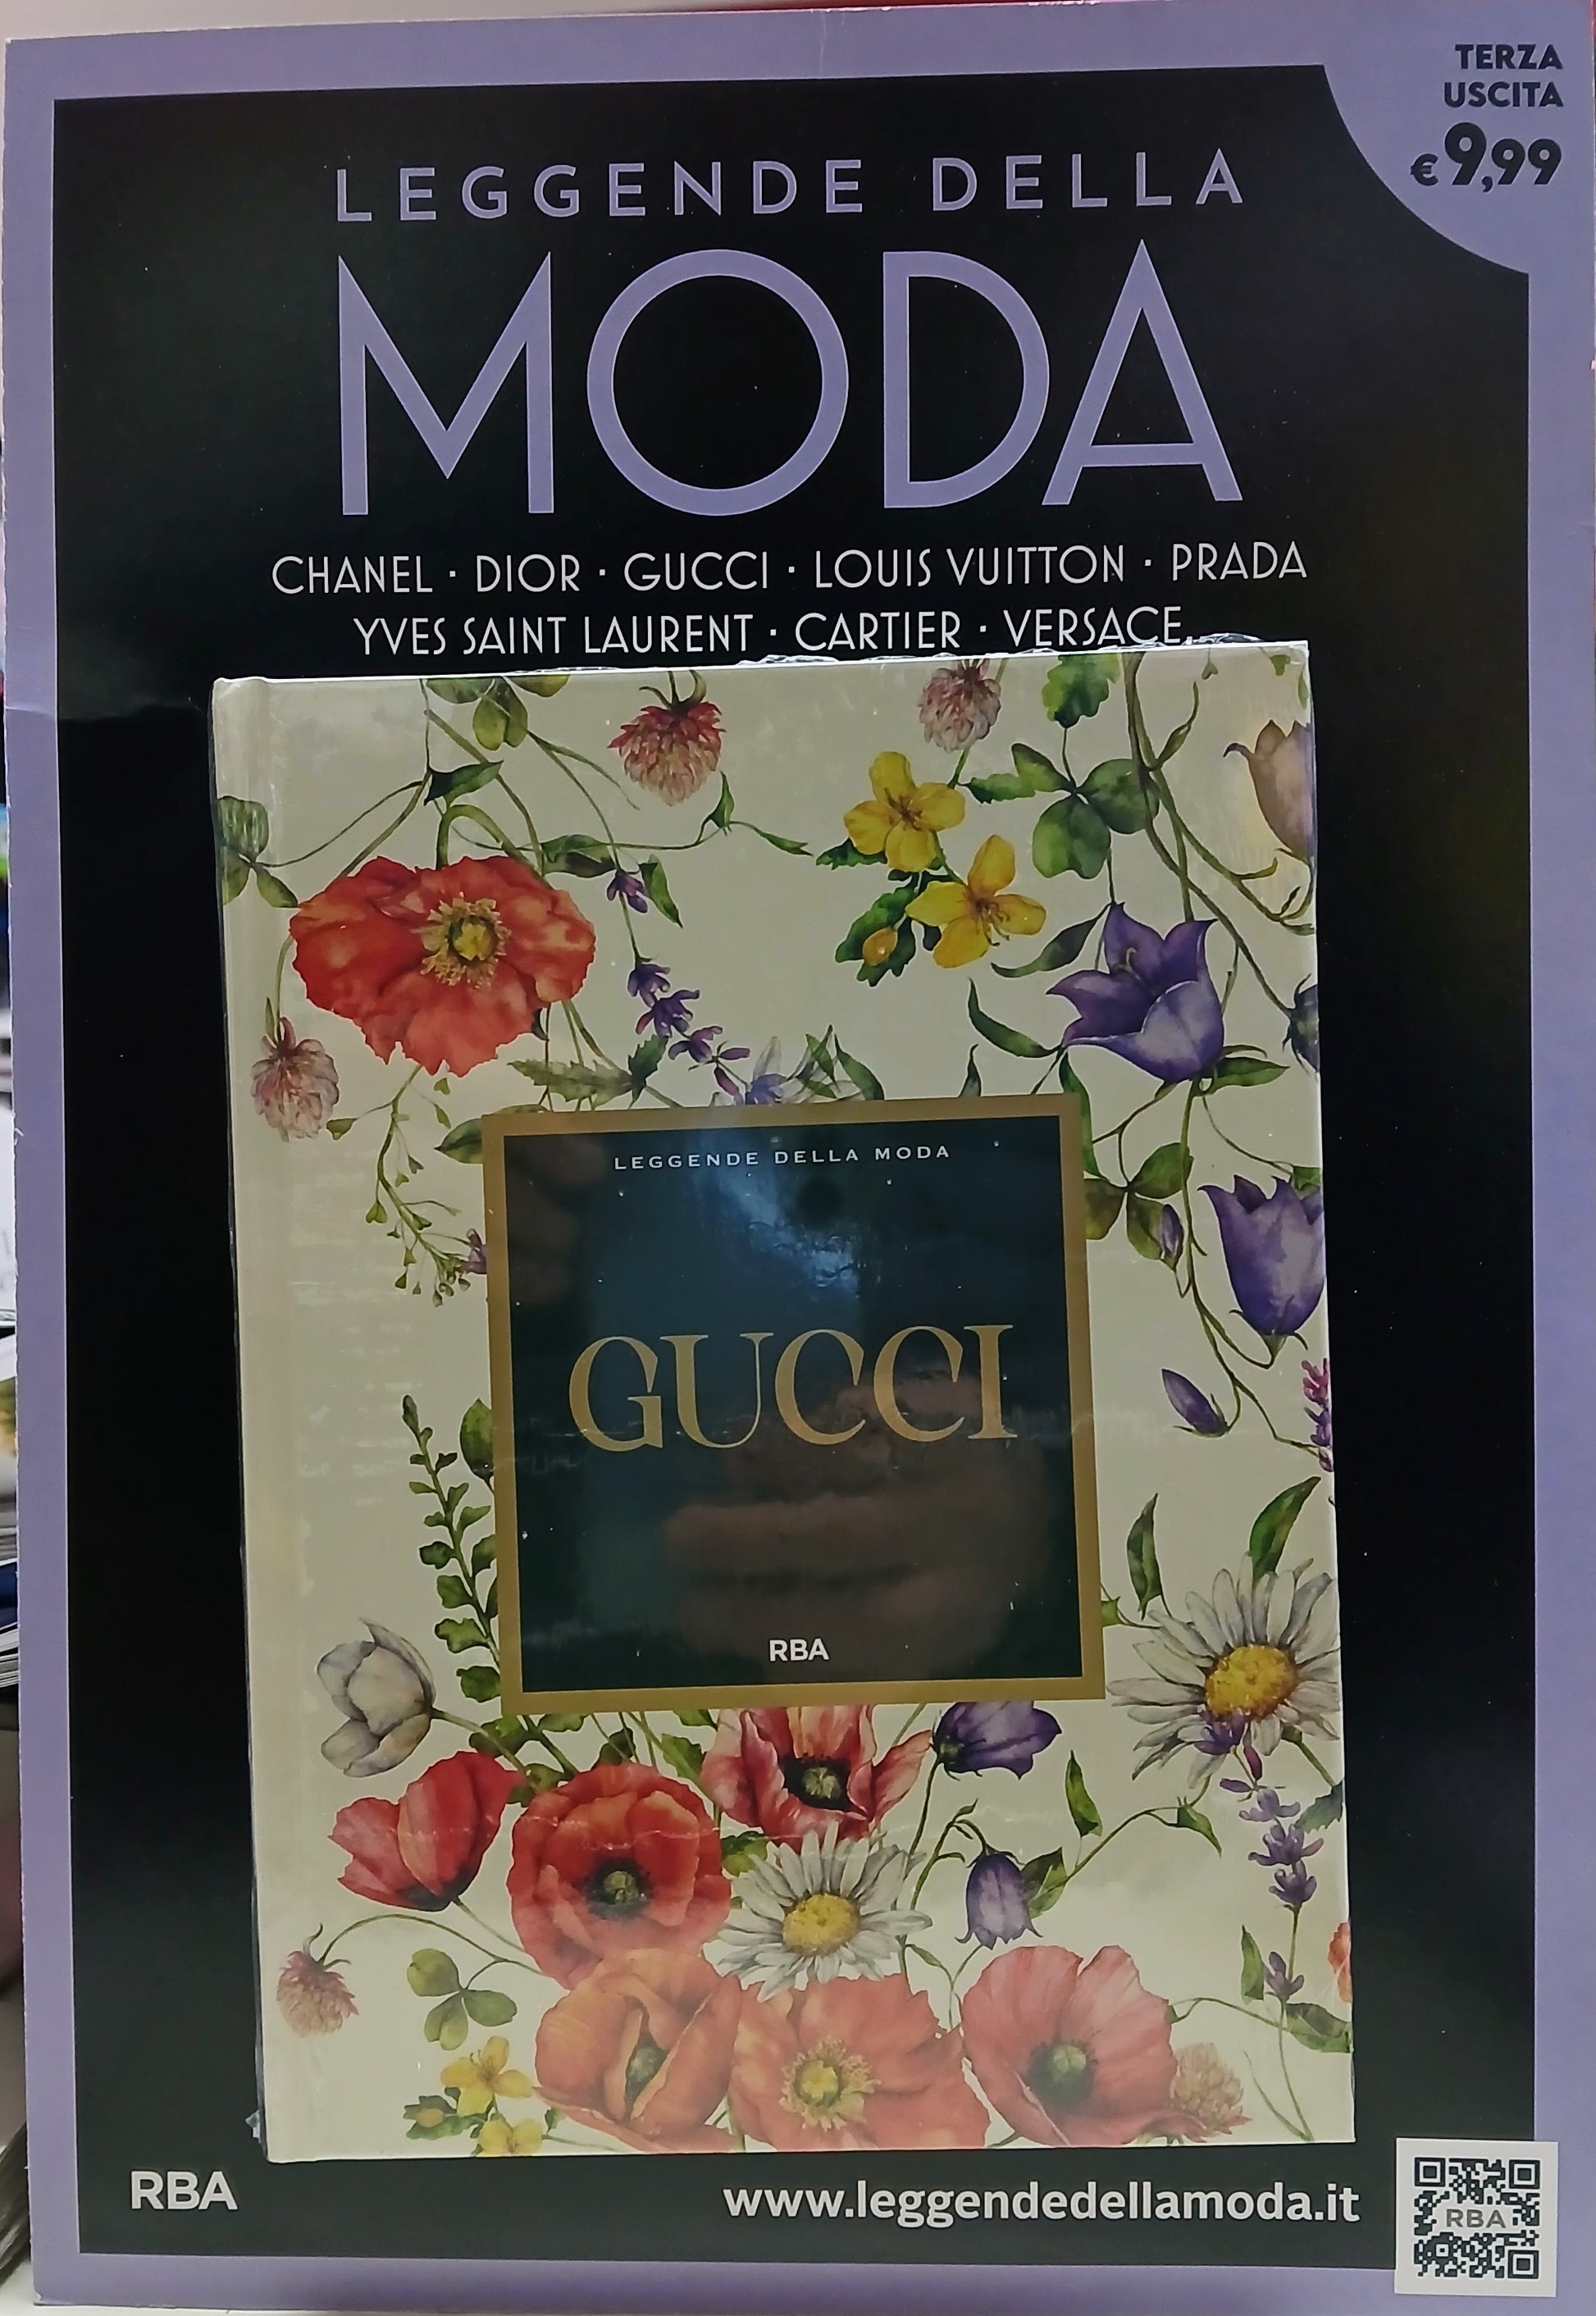 TERZA
USCITA
€9,99
LEGGENDE DELLA
MODA
CHANEL · DIOR · GUCCI · LOUIS VUITTON · PRADA
YVES SAINT LAURENT · CARTIER · VERSACE
LEGGENDE DELLA MODA
GUCCI
RBA
RBA
www.leggendedellamoda.it
RBA